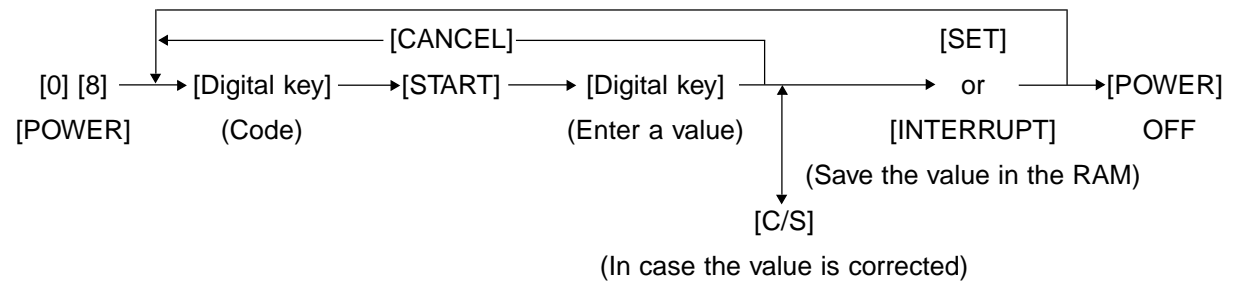 [CANCEL]
[SET]
[0] [8]
[Digital key]
[START]
[Digital key]
or
[POWER]
[POWER]
(Code)
(Enter a value)
[INTERRUPT]
OFF
(Save the value in the RAM)
[C/S]
(In case the value is corrected)